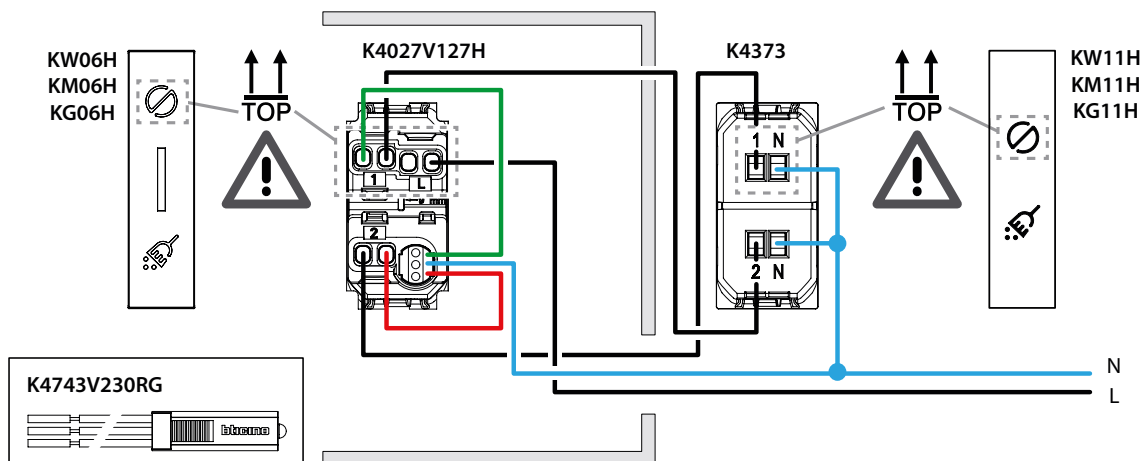 KW06H
KM06H
KG06H
TOP
K4027V127H
1
L
2
K4373
1 N
2 N
TOP
KW11H
KM11H
KG11H
N
L
K4743V230RG
bticino